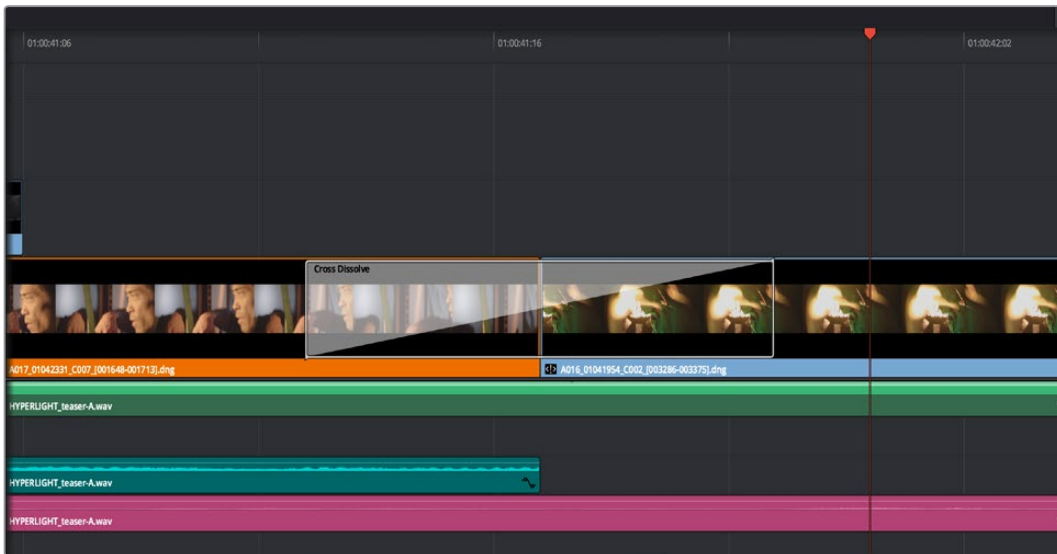 01:00:41:06
01:00:41:16
01:00:42:02
Cross Dissolve
A017_01042331_C007_[001648-001713].dng
A016_01041954_C002_[003286-003375].dng
HYPERLIGHT_teaser-A.wav
HYPERLIGHT_teaser-A.wav
HYPERLIGHT_teaser-A.wav